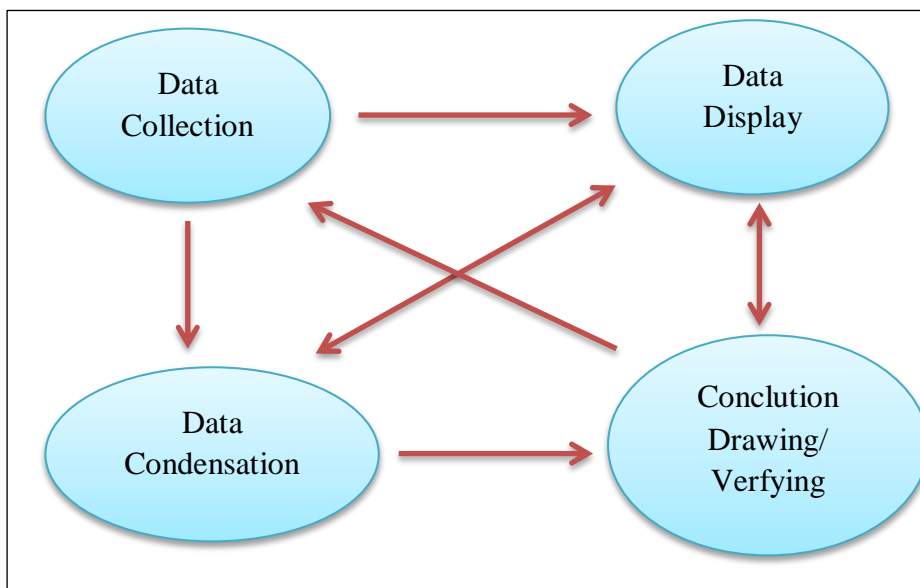 Data
Collection
Data
Display
Data
Condensation
Conclution
Drawing/
Verfying